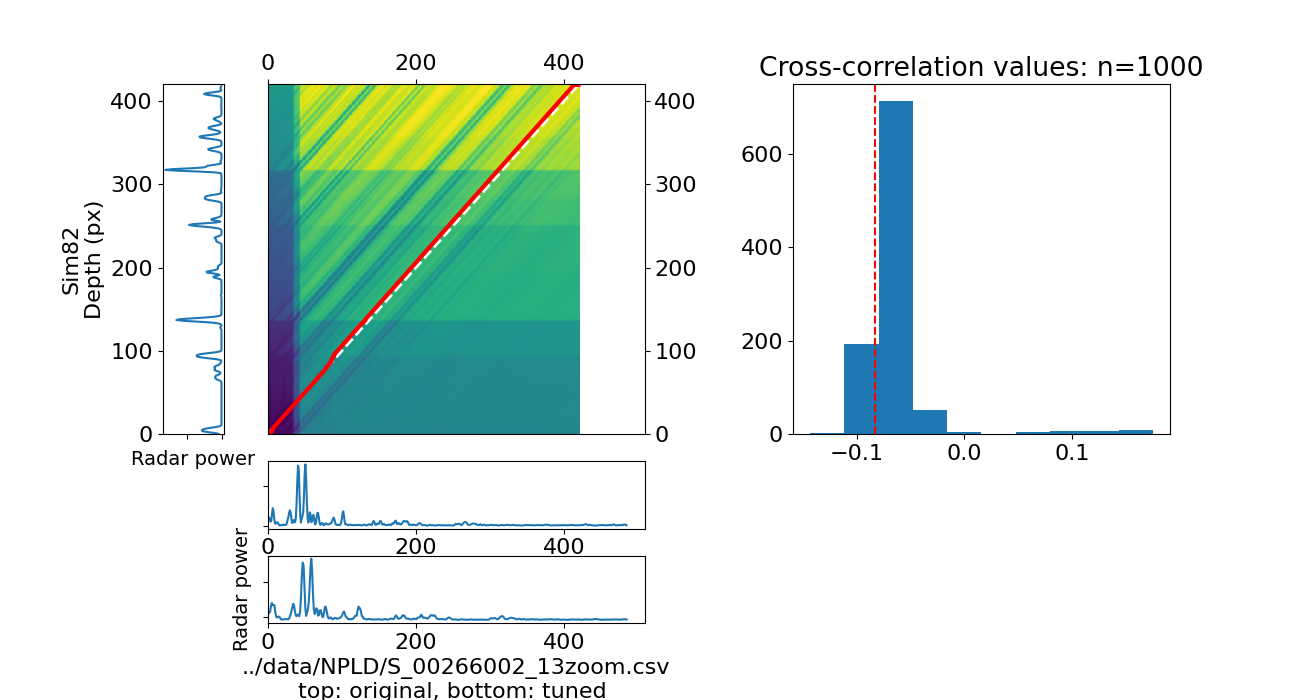 Cross-correlation values: n=1000
0 200 400
400
300
200
100
0
Sim82
Depth (px)
Radar power
400
300
200
100
0
600
400
200
0
−0.1 0.0 0.1
0 200 400
Radar power
0 200 400
../data/NPLD/S_00266002_13zoom.csv
top: original, bottom: tuned